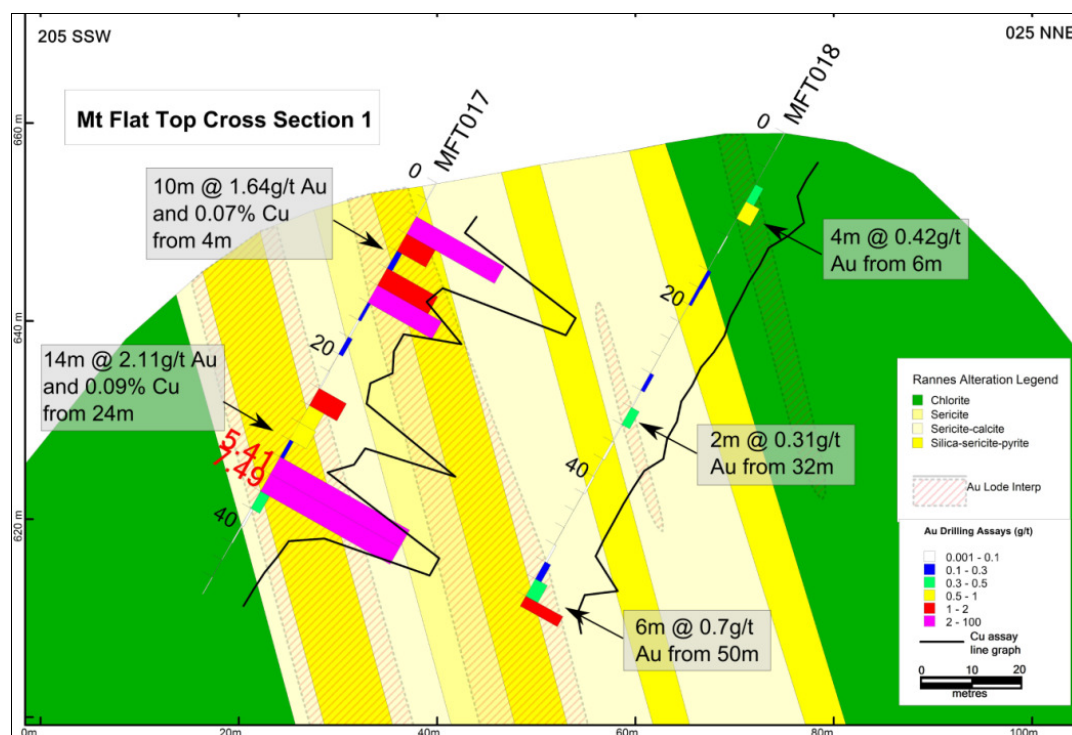 205 SSW
025 NNE
Mt Flat Top Cross Section 1
MFT017
MFT018
0
0
660 m
10m @ 1.64g/t Au
and 0.07% Cu
from 4m
4m @ 0.42g/t
Au from 6m
20
20
640 m
14m @ 2.11g/t Au
and 0.09% Cu
from 24m
5.41
7.49
40
40
2m @ 0.31g/t
Au from 32m
620 m
6m @ 0.7g/t
Au from 50m
Rannes Alteration Legend
Chlorite
Sericite
Sericite-calcite
Silica-sericite-pyrite
Au Lode Interp
Au Drilling Assays (g/t)
0.001 - 0.1
0.1 - 0.3
0.3 - 0.5
0.5 - 1
1 - 2
2 - 100
Cu assay
line graph
0 10 20
metres
0m 20m 40m 60m 80m 100m